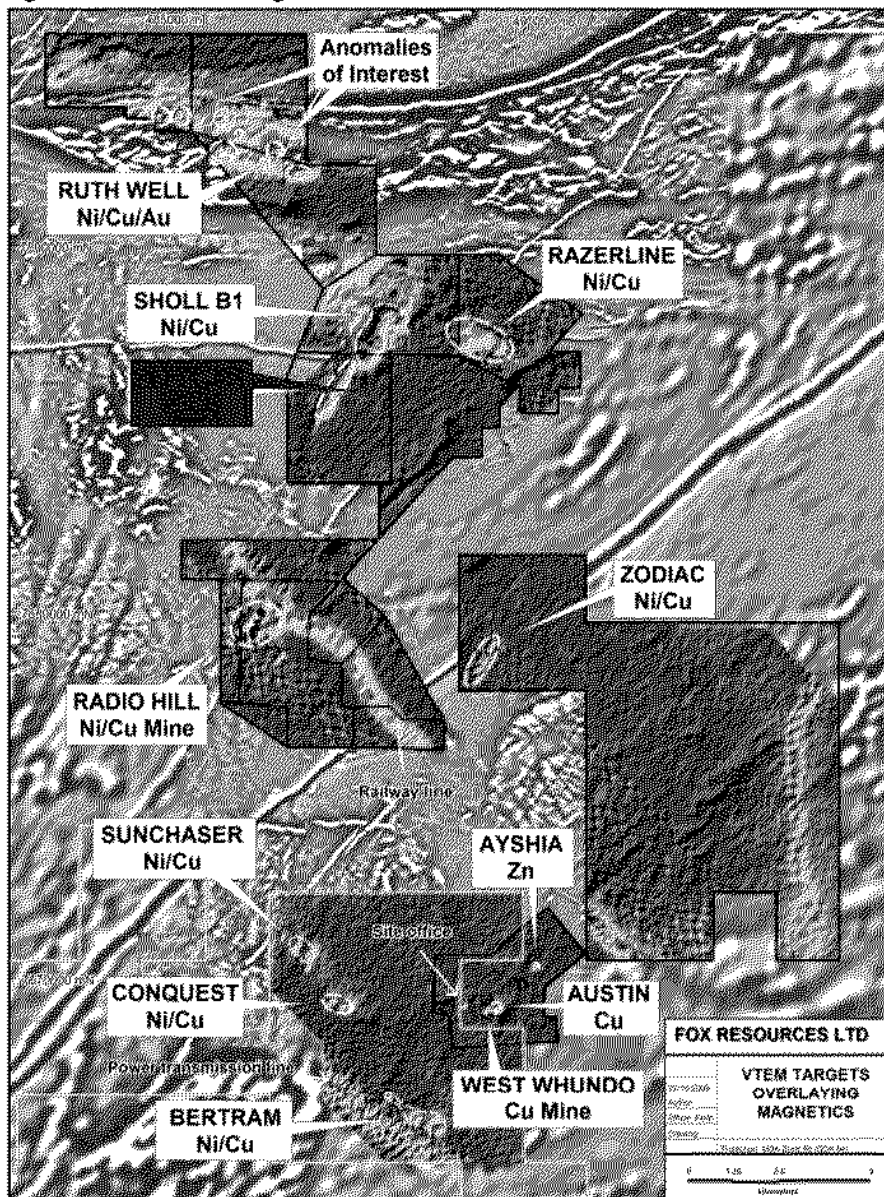 Anomalies
of Interest
RUTH WELL
Ni/Cu/Au
RAZERLINE
Ni/Cu
SHOLL B1
Ni/Cu
ZODIAC
Ni/Cu
RADIO HILL
Ni/Cu Mine
Railway line
SUNCHASER
Ni/Cu
AYSHIA
Zn
Site office
CONQUEST
Ni/Cu
AUSTIN
Cu
Power transmission line
WEST WHUNDO
Cu Mine
BERTRAM
Ni/Cu
FOX RESOURCES LTD
VTEM TARGETS
OVERLAYING
MAGNETICS